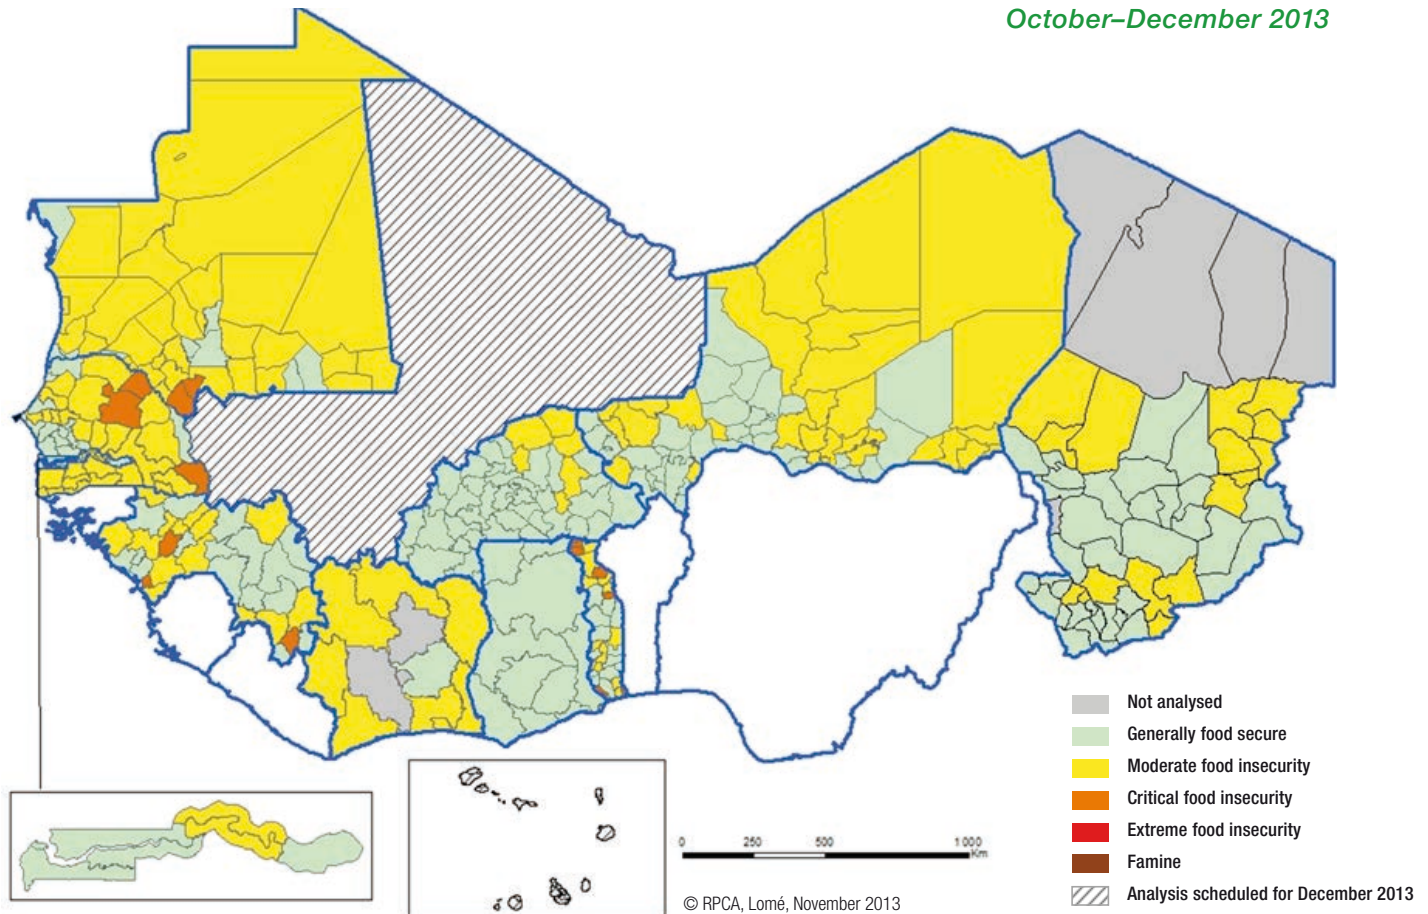 October–December 2013
Not analysed
Generally food secure
Moderate food insecurity
Critical food insecurity
Extreme food insecurity
Famine
Analysis scheduled for December 2013
0 250 500 1 000
Km
© RPCA, Lomé, November 2013